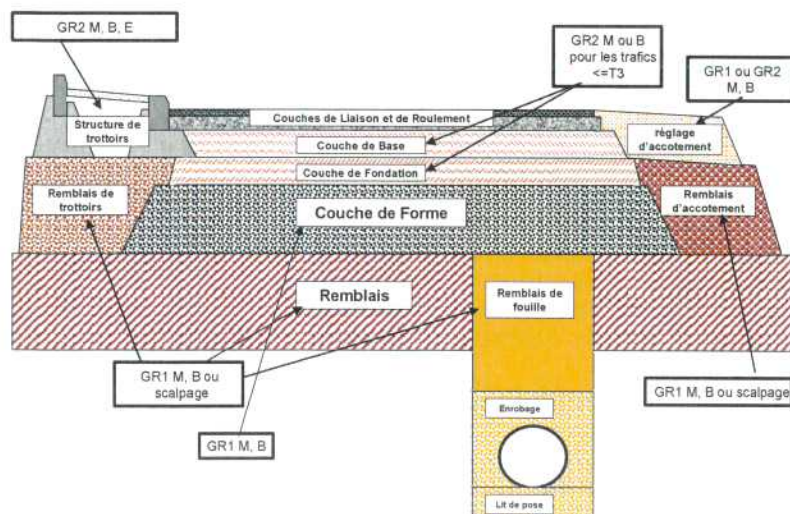 GR2 M, B, E
GR2 M ou B
pour les trafics
<=T3
GR1 ou GR2
M, B
Structure de
trottoirs
Couches de Liaison et de Roulement
règlage
d'accotement
Couche de Base
Couche de Fondation
Remblais de
trottoirs
Couche de Forme
Remblais
d'accotement
Remblais
Remblais de
fouille
GR1 M, B ou
scalpage
GR1 M, B ou scalpage
Enrobage
GR1 M, B
Lit de pose